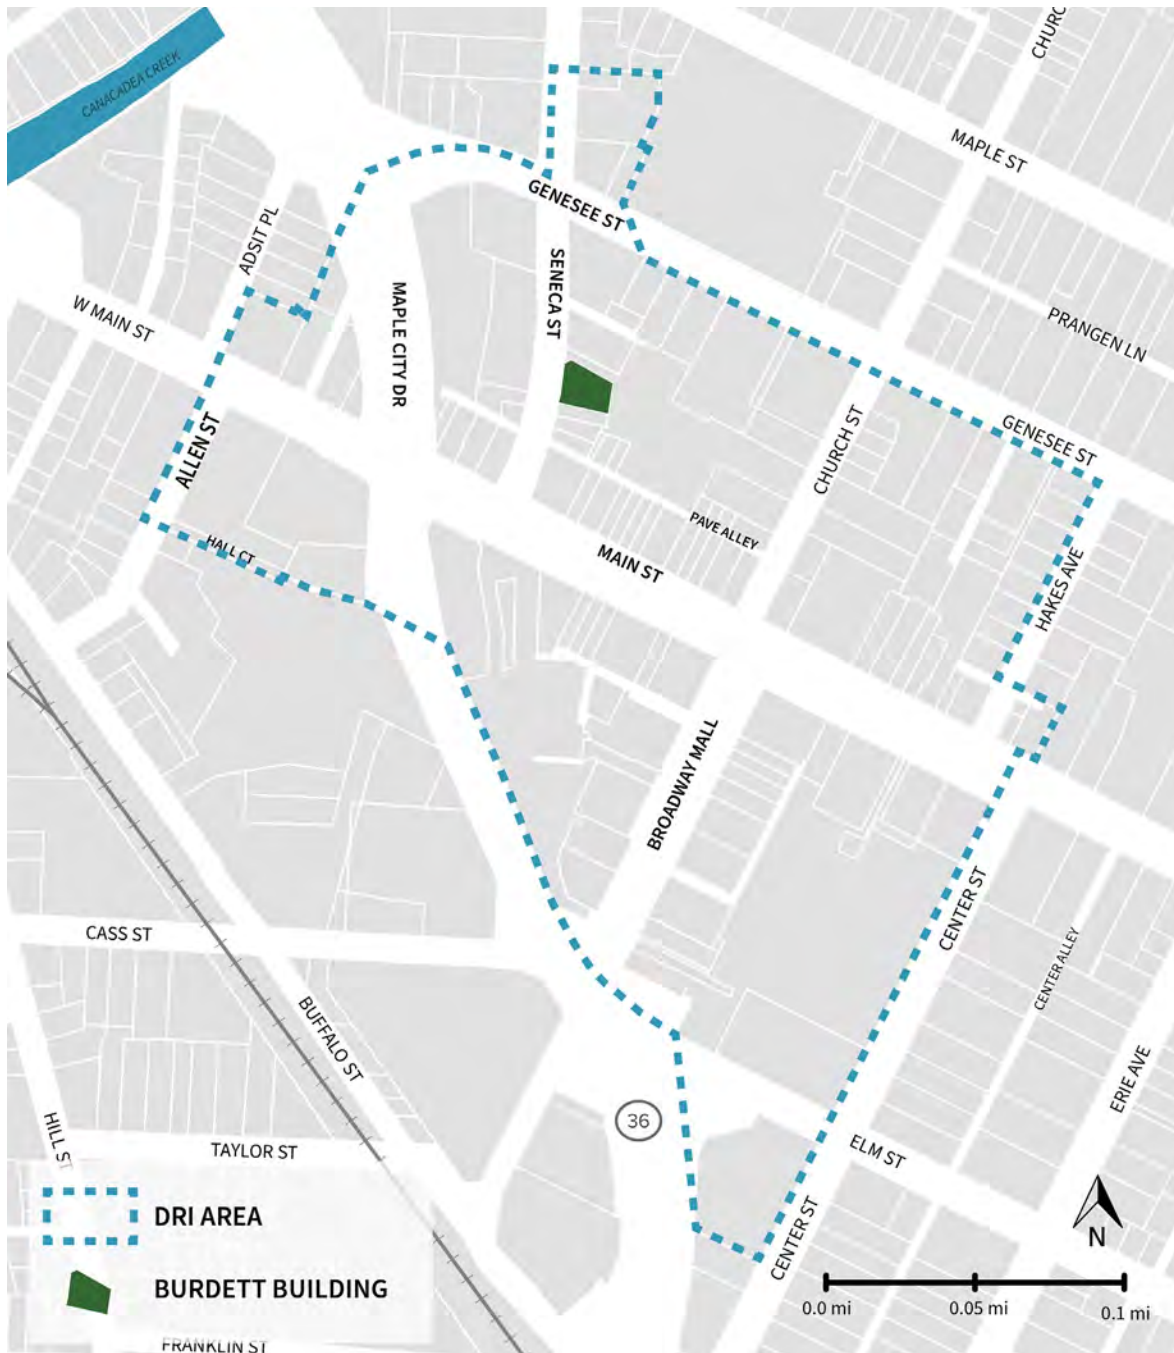 CHURC
CANACADEA CREEK
MAPLE ST
GENESEE ST
ADSIT PL
SENECA ST
W MAIN ST
MAPLE CITY DR
PRANGEN LN
ALLEN ST
CHURCH ST
GENESEE ST
HALL CT
PAVE ALLEY
MAIN ST
HAKES AVE
BROADWAY MALL
CENTER ST
CASS ST
CENTER ALLEY
BUFFALO ST
ERIE AVE
36
HILL ST
TAYLOR ST
ELM ST
CENTER ST
DRI AREA
N
BURDETT BUILDING
0.0 mi
0.05 mi
0.1 mi
FRANKLIN ST